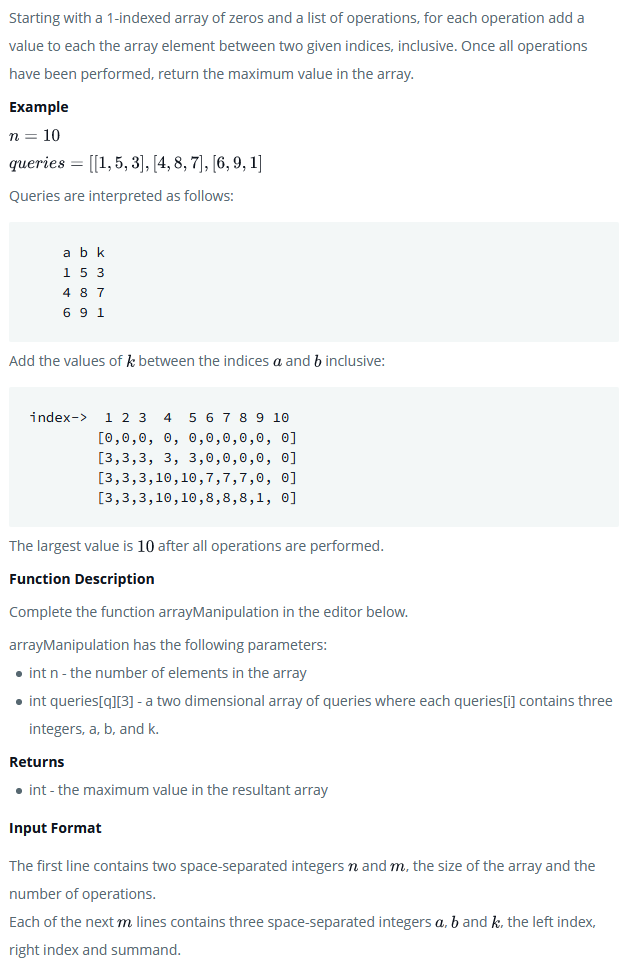 Starting with a 1-indexed array of zeros and a list of operations, for each operation add a
value to each the array element between two given indices, inclusive. Once all operations
have been performed, return the maximum value in the array.
Example
n = 10
queries = [[1, 5, 3], [4, 8, 7], [6, 9, 1]
Queries are interpreted as follows:
a b k
1 5 3
4 8 7
6 9 1
Add the values of k between the indices a and b inclusive:
index-> 1 2 3 4 5 6 7 8 9 10
[0,0,0, 0, 0,0,0,0,0, 0]
[3,3,3, 3, 3,0,0,0,0, 0]
[3,3,3,10,10,7,7,7,0, 0]
[3,3,3,10,10,8,8,8,1, 0]
The largest value is 10 after all operations are performed.
Function Description
Complete the function arrayManipulation in the editor below.
arrayManipulation has the following parameters:
• int n - the number of elements in the array
• int queries[q][3] - a two dimensional array of queries where each queries[i] contains three
integers, a, b, and k.
Returns
• int - the maximum value in the resultant array
Input Format
The first line contains two space-separated integers n and m, the size of the array and the
number of operations.
Each of the next m lines contains three space-separated integers a, b and k, the left index,
right index and summand.